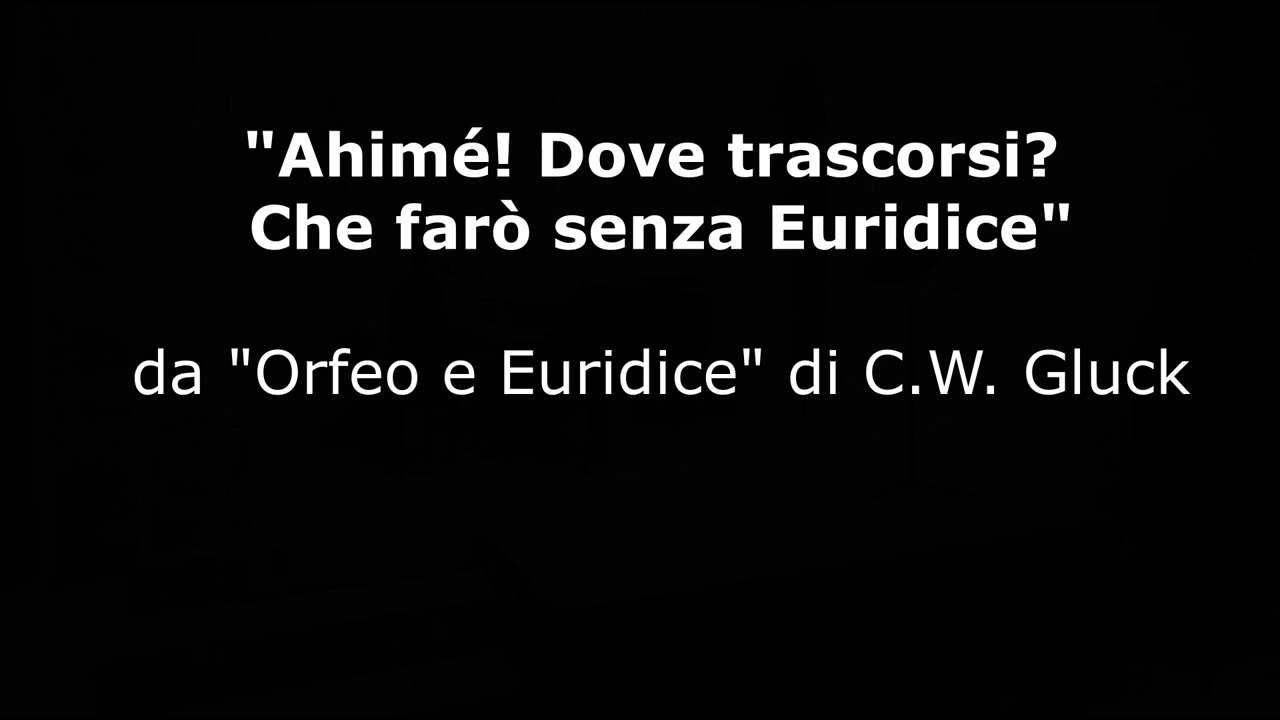 "Ahimé! Dove trascorsi?
Che farò senza Euridice"
da "Orfeo e Euridice" di C.W. Gluck